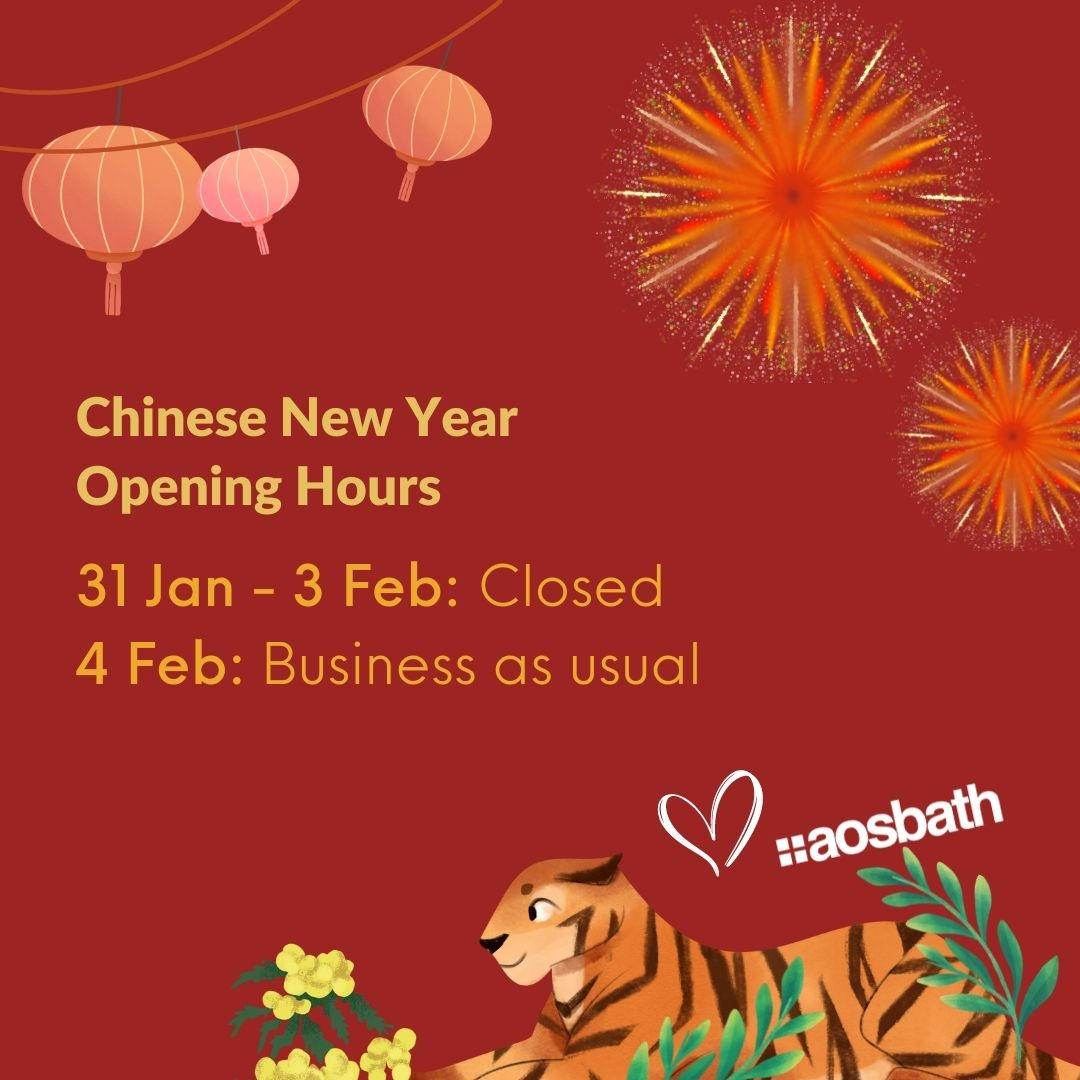 Chinese New Year
Opening Hours
31 Jan - 3 Feb: Closed
4 Feb: Business as usual
aosbath